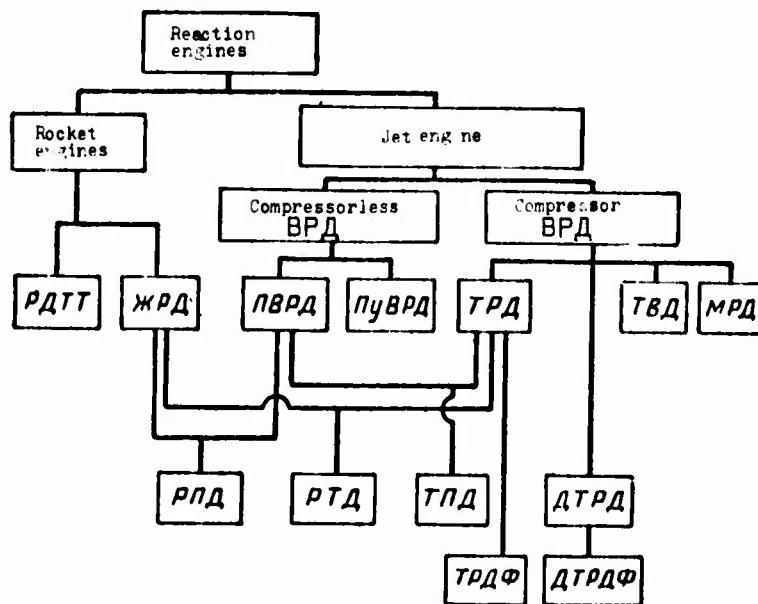 Reaction
engines
Rocket
engines
Jet eng ne
Compressorless
ВРД
Compressor
ВРД
РДТТ
ЖРД
ПВРД
ПуВРД
ТРД
ТВД
МРД
РПД
РТД
ТПД
ДТРД
ТРДФ
ДТРДФ